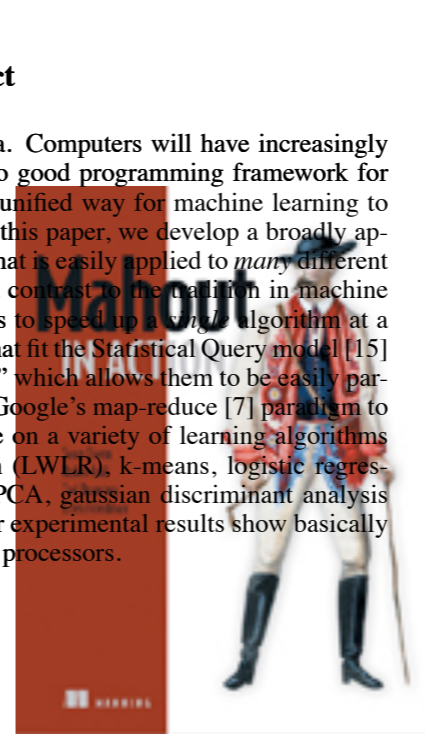 ct
a. Computers will have increasingly
o good programming framework for
unified way for machine learning to
this paper, we develop a broadly ap-
hat is easily applied to many different
contrast to the tradition in machine
s to speed up a single algorithm at a
at fit the Statistical Query model [15]
” which allows them to be easily par-
Google’s map-reduce [7] paradigm to
e on a variety of learning algorithms
n (LWLR), k-means, logistic regres-
PCA, gaussian discriminant analysis
r experimental results show basically
processors.
Mahout
IN ACTION
MANNING